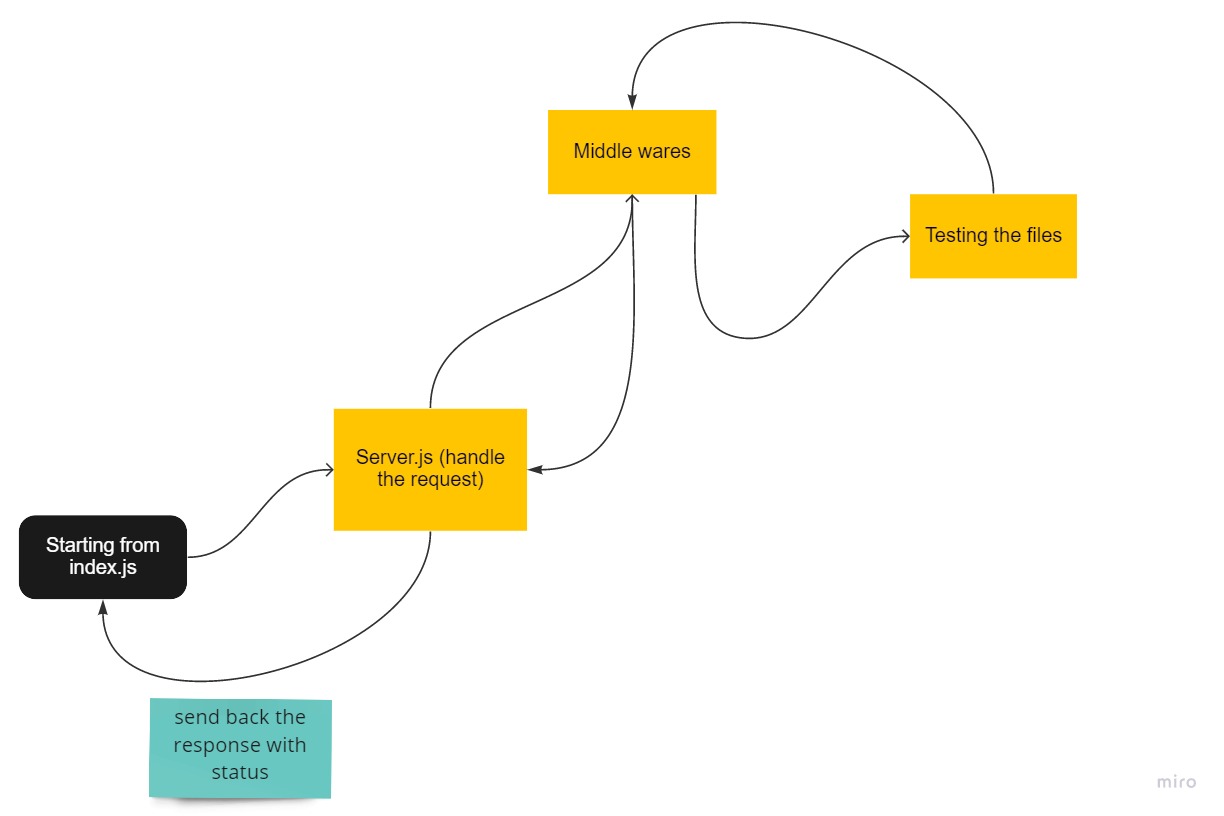 Middle wares
Testing the files
Server.js (handle
the request)
Starting from
index.js
send back the
response with
status
miro